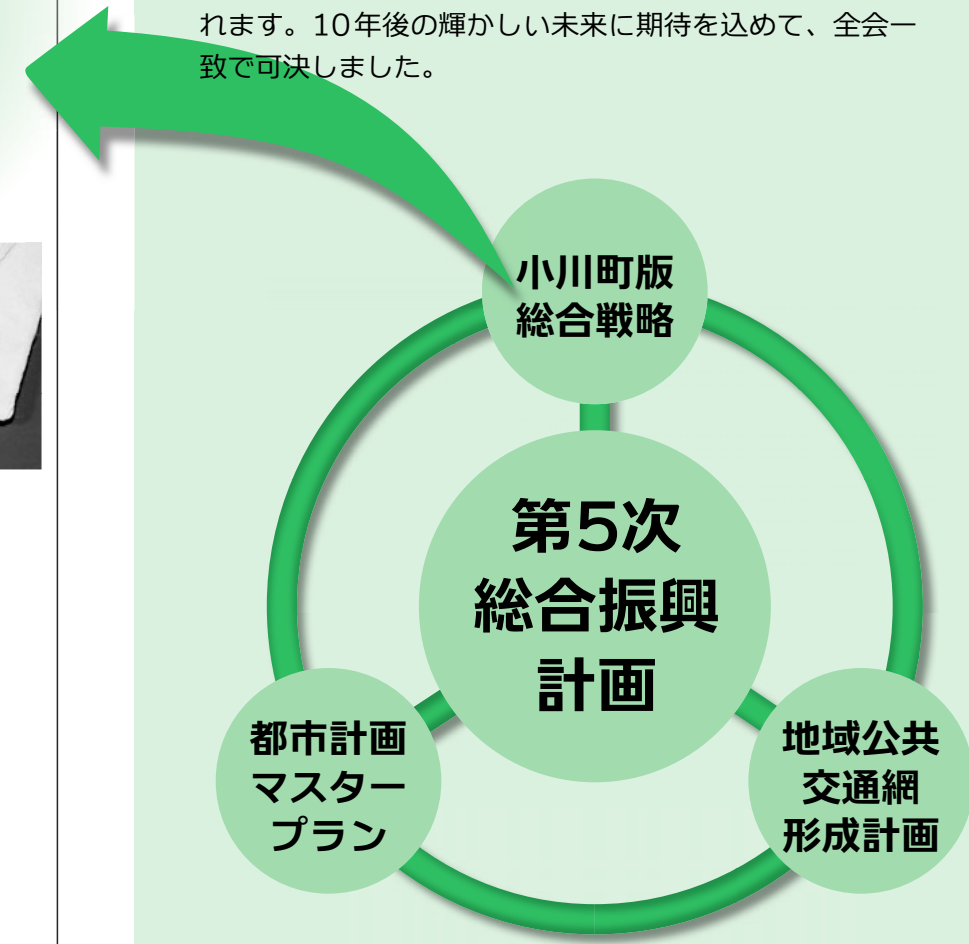 れます。10年後の輝かしい未来に期待を込めて、全会一
致で可決しました。
小川町版
総合戦略
第5次
総合振興
計画
都市計画
マスター
プラン
地域公共
交通網
形成計画